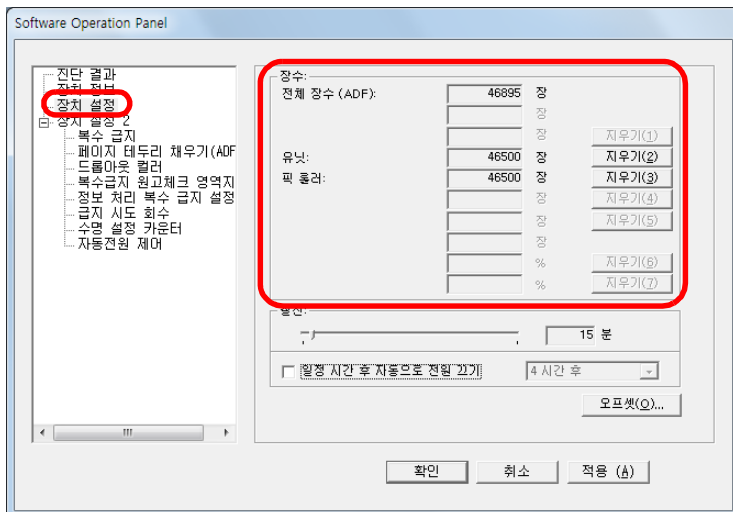 Software Operation Panel
진단 결과
장치 정보
장치 설정
장치 설정 2
복수 급지
페이지 테두리 채우기(ADF
드롭아웃 컬러
복수급지 원고체크 영역지
정보 처리 복수 급지 설정
급지 시도 회수
수명 설정 카운터
자동전원 제어
장수:
전체 장수 (ADF): 46895 장
장
장 지우기(1)
유닛: 46500 장 지우기(2)
픽 롤러: 46500 장 지우기(3)
장 지우기(4)
장 지우기(5)
장
% 지우기(6)
% 지우기(7)
절전:
15 분
일정 시간 후 자동으로 전원 끄기 4 시간 후
오프셋(O)...
확인 취소 적용 (A)